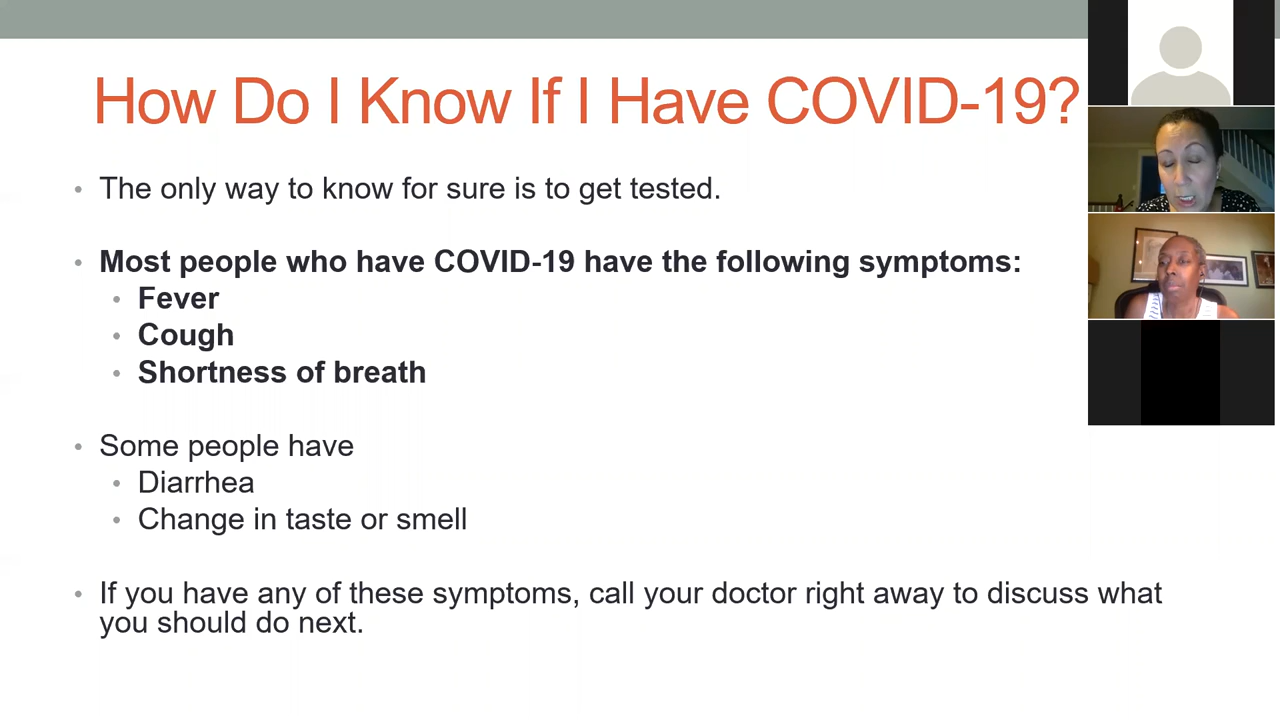 How Do I Know If I Have COVID-19?
• The only way to know for sure is to get tested.
• Most people who have COVID-19 have the following symptoms:
• Fever
• Cough
• Shortness of breath
• Some people have
• Diarrhea
• Change in taste or smell
• If you have any of these symptoms, call your doctor right away to discuss what
you should do next.